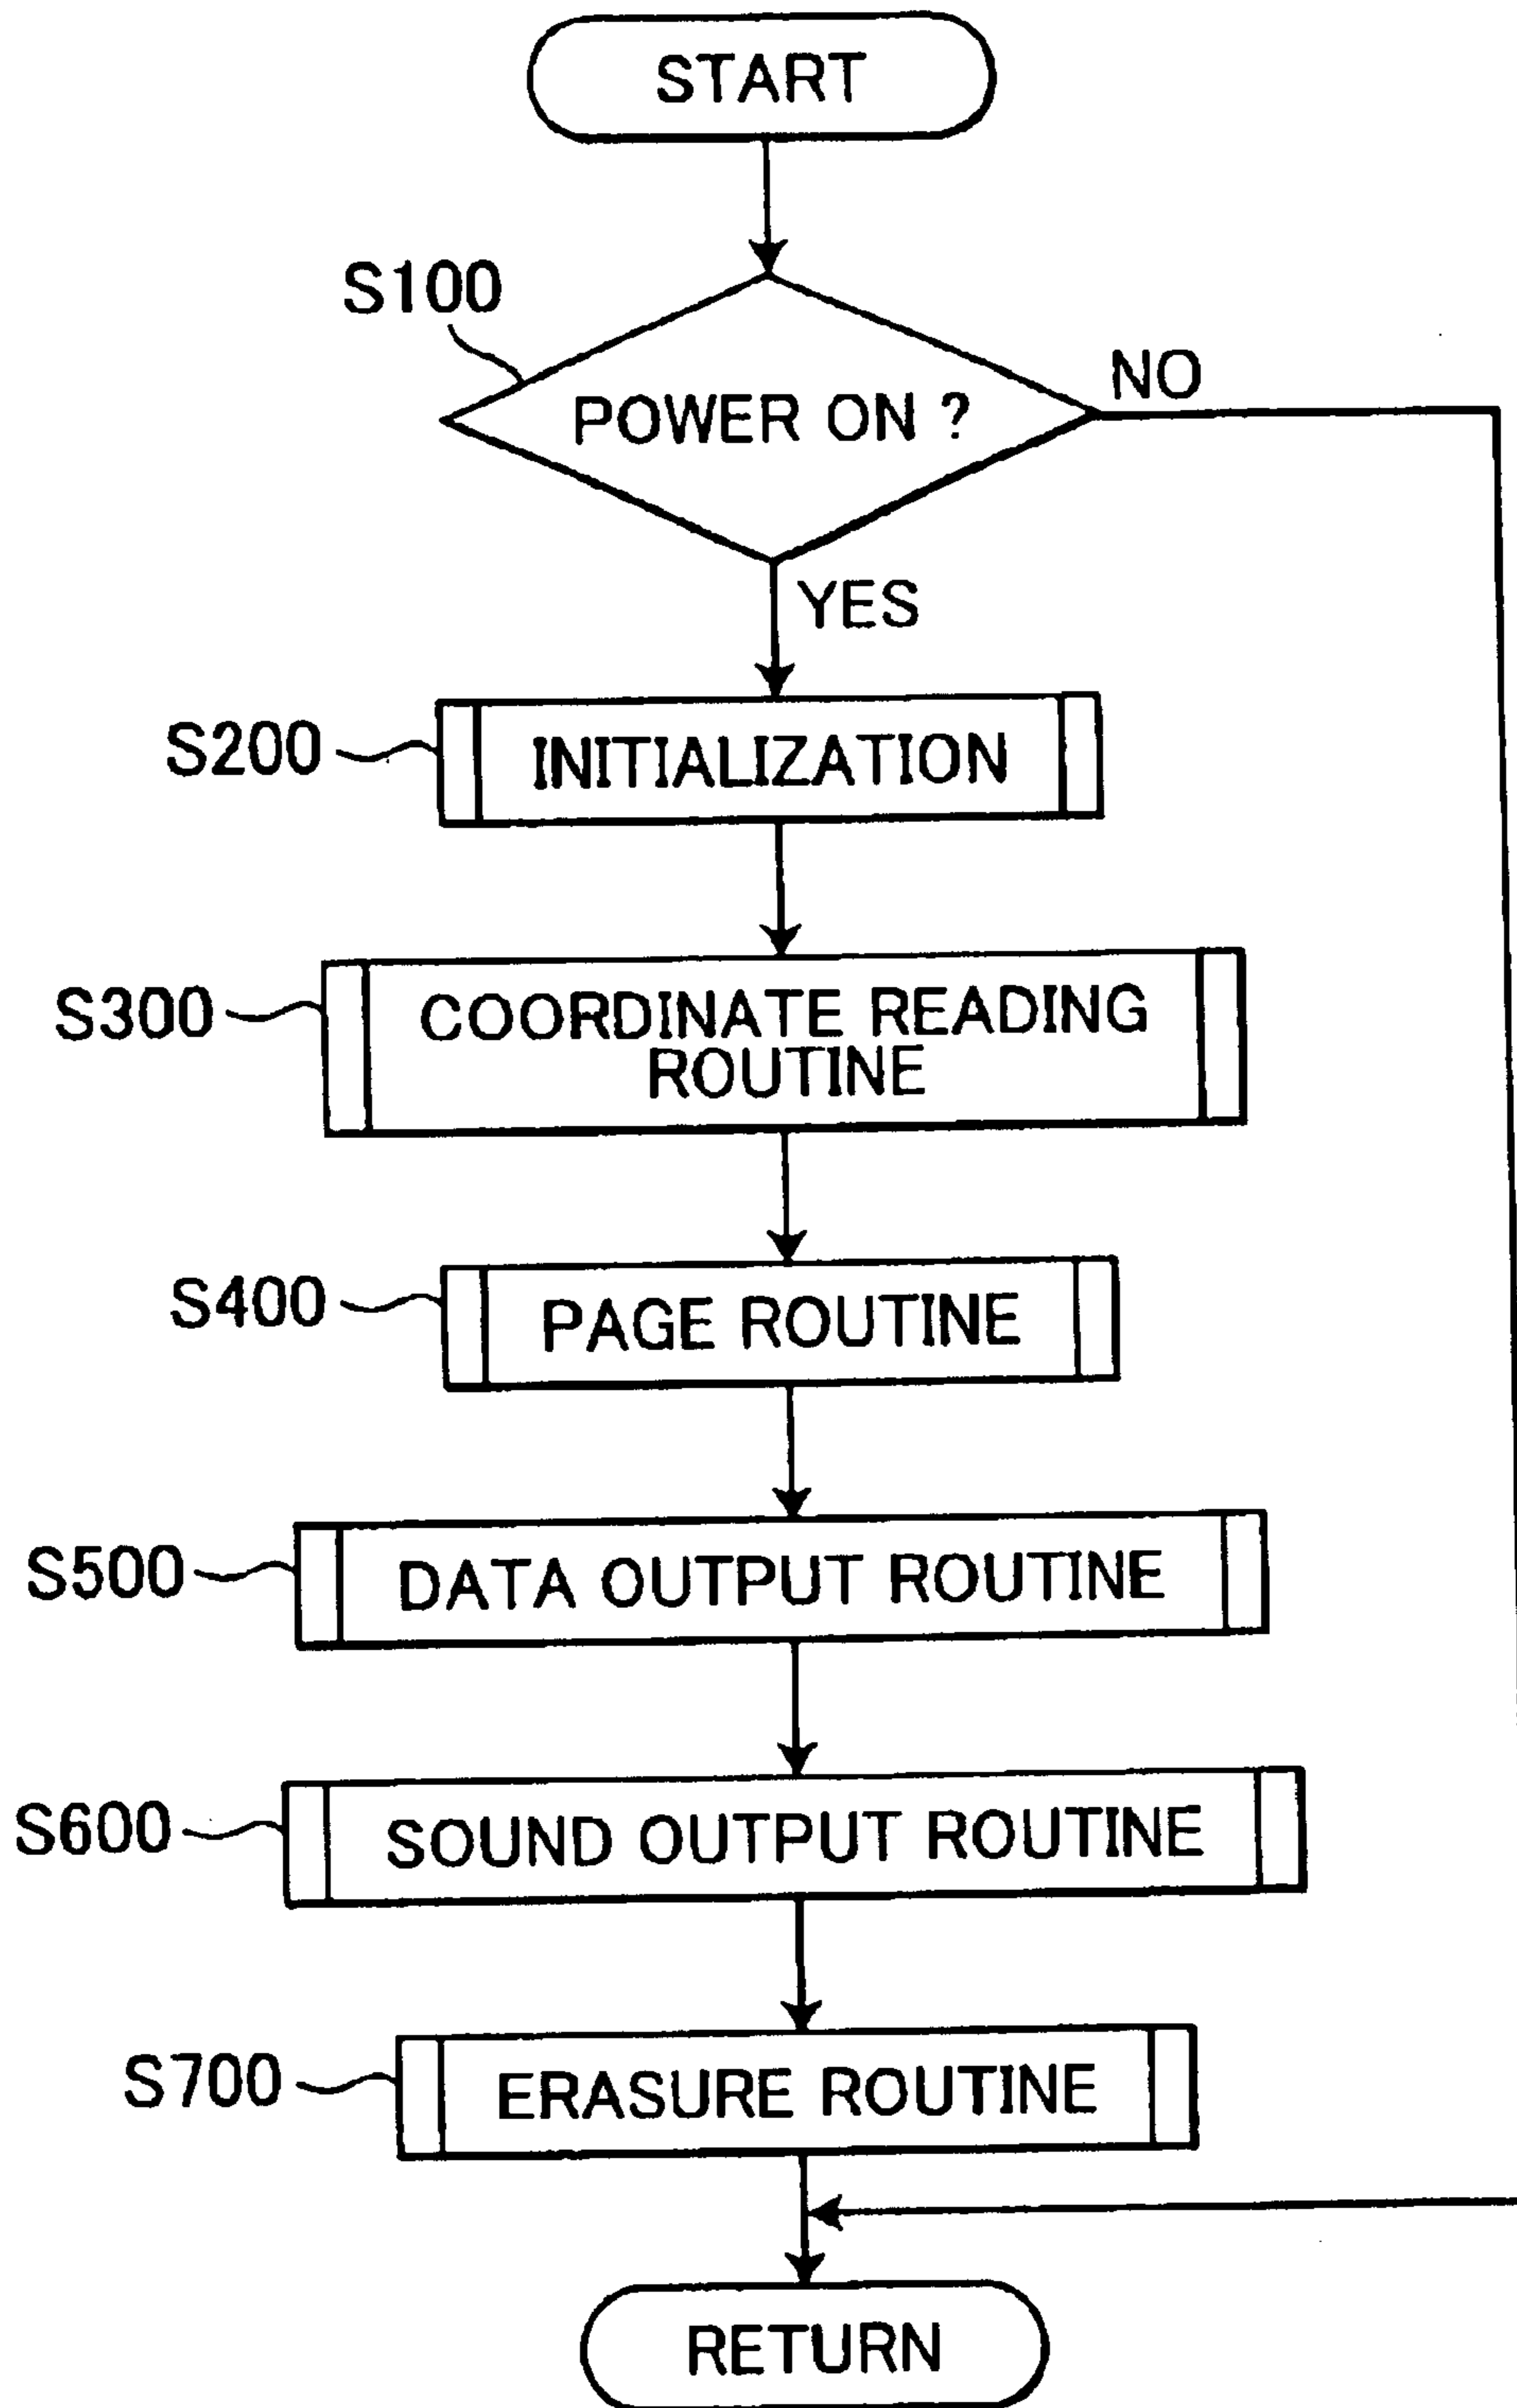 START
S100
POWER ON ?
NO
YES
S200
INITIALIZATION
S300
COORDINATE READING
ROUTINE
S400
PAGE ROUTINE
S500
DATA OUTPUT ROUTINE
S600
SOUND OUTPUT ROUTINE
S700
ERASURE ROUTINE
RETURN